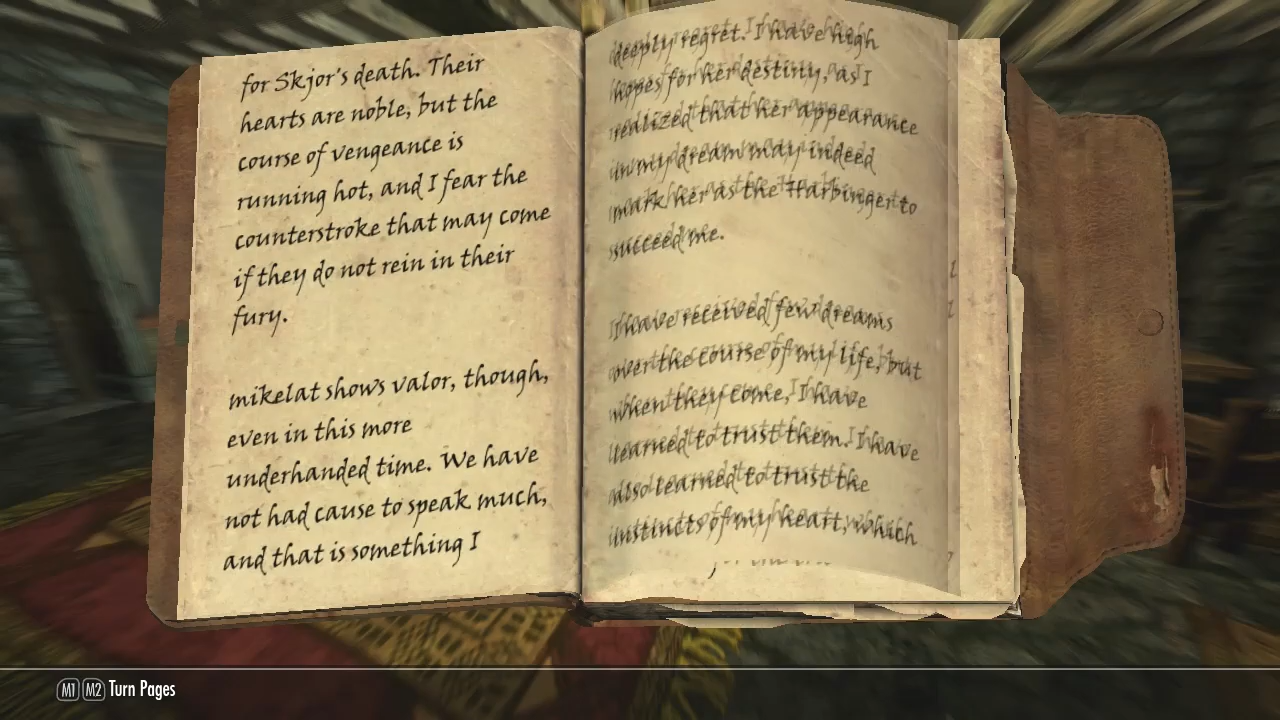 for Skjor's death. Their
hearts are noble, but the
course of vengeance is
running hot, and I fear the
counterstroke that may come
if they do not rein in their
fury.
mikelat shows valor, though,
even in this more
underhanded time. We have
not had cause to speak much,
and that is something I
deeply regret. I have high
hopes for her destiny, as I
realized that her appearance
in my dream may indeed
mark her as the Harbinger to
succeed me.
I have received few dreams
over the course of my life, but
when they come, I have
learned to trust them. I have
also learned to trust the
instincts of my heart, which
M1 M2 Turn Pages